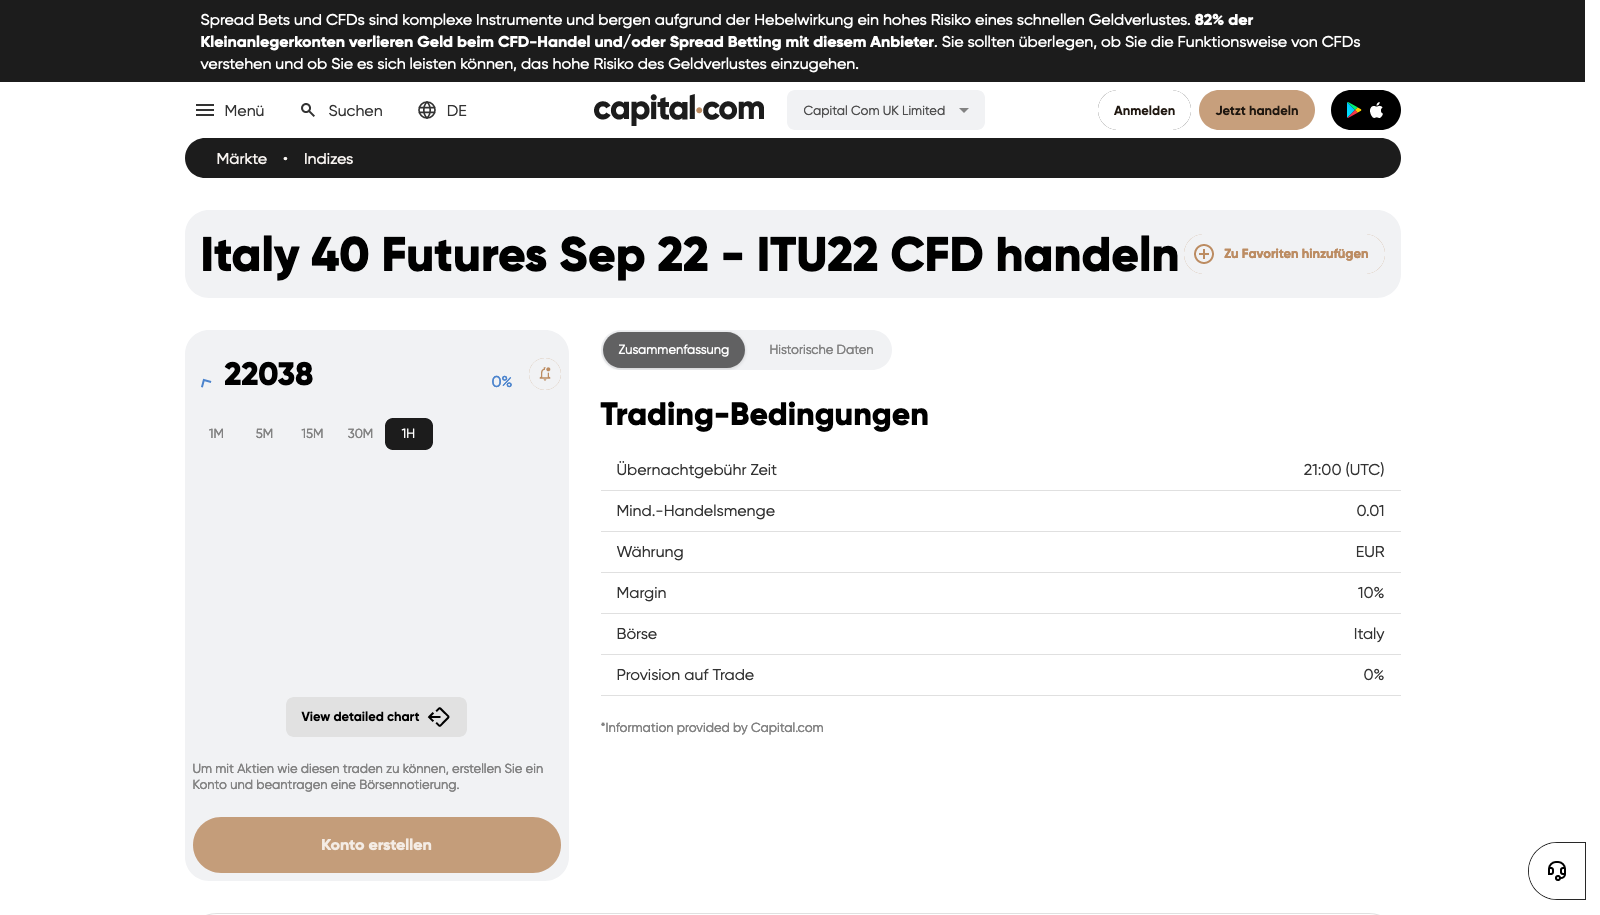 Spread Bets und CFDs sind komplexe Instrumente und bergen aufgrund der Hebelwirkung ein hohes Risiko eines schnellen Geldverlustes. 82% der
Kleinanlegerkonten verlieren Geld beim CFD-Handel und/oder Spread Betting mit diesem Anbieter. Sie sollten überlegen, ob Sie die Funktionsweise von CFDs
verstehen und ob Sie es sich leisten können, das hohe Risiko des Geldverlustes einzugehen.
Menü Suchen DE capital.com Capital Com UK Limited Anmelden Jetzt handeln
Märkte • Indizes
Italy 40 Futures Sep 22 - ITU22 CFD handeln Zu Favoriten hinzufügen
22038 0%
1M 5M 15M 30M 1H
View detailed chart
Um mit Aktien wie diesen traden zu können, erstellen Sie ein
Konto und beantragen eine Börsennotierung.
Konto erstellen
Zusammenfassung Historische Daten
Trading-Bedingungen
Übernachtgebühr Zeit 21:00 (UTC)
Mind.-Handelsmenge 0.01
Währung EUR
Margin 10%
Börse Italy
Provision auf Trade 0%
*Information provided by Capital.com